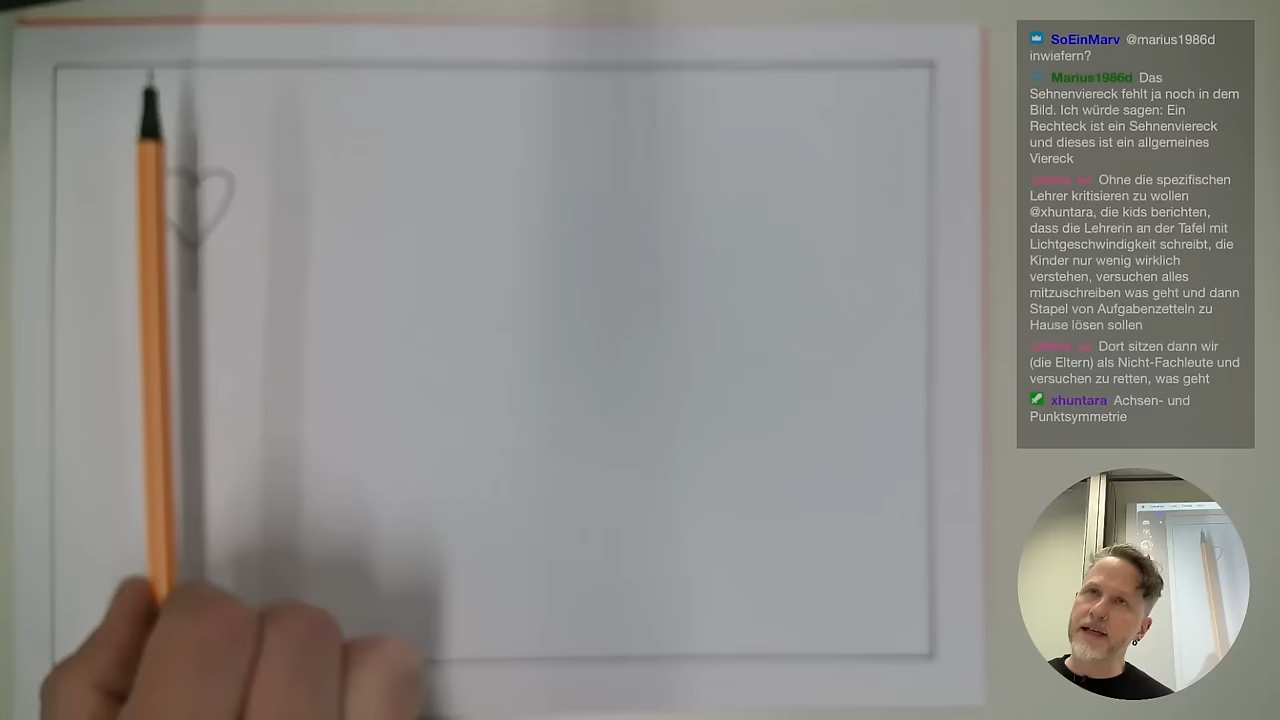 SoEinMarv @marius1986d
inwiefern?
Marius1986d Das
Sehnenviereck fehlt ja noch in dem
Bild. Ich würde sagen: Ein
Rechteck ist ein Sehnenviereck
und dieses ist ein allgemeines
Viereck
Ohne die spezifischen
Lehrer kritisieren zu wollen
@xhuntara, die kids berichten,
dass die Lehrerin an der Tafel mit
Lichtgeschwindigkeit schreibt, die
Kinder nur wenig wirklich
verstehen, versuchen alles
mitzuschreiben was geht und dann
Stapel von Aufgabenzetteln zu
Hause lösen sollen
Dort sitzen dann wir
(die Eltern) als Nicht-Fachleute und
versuchen zu retten, was geht
xhuntara Achsen- und
Punktsymmetrie